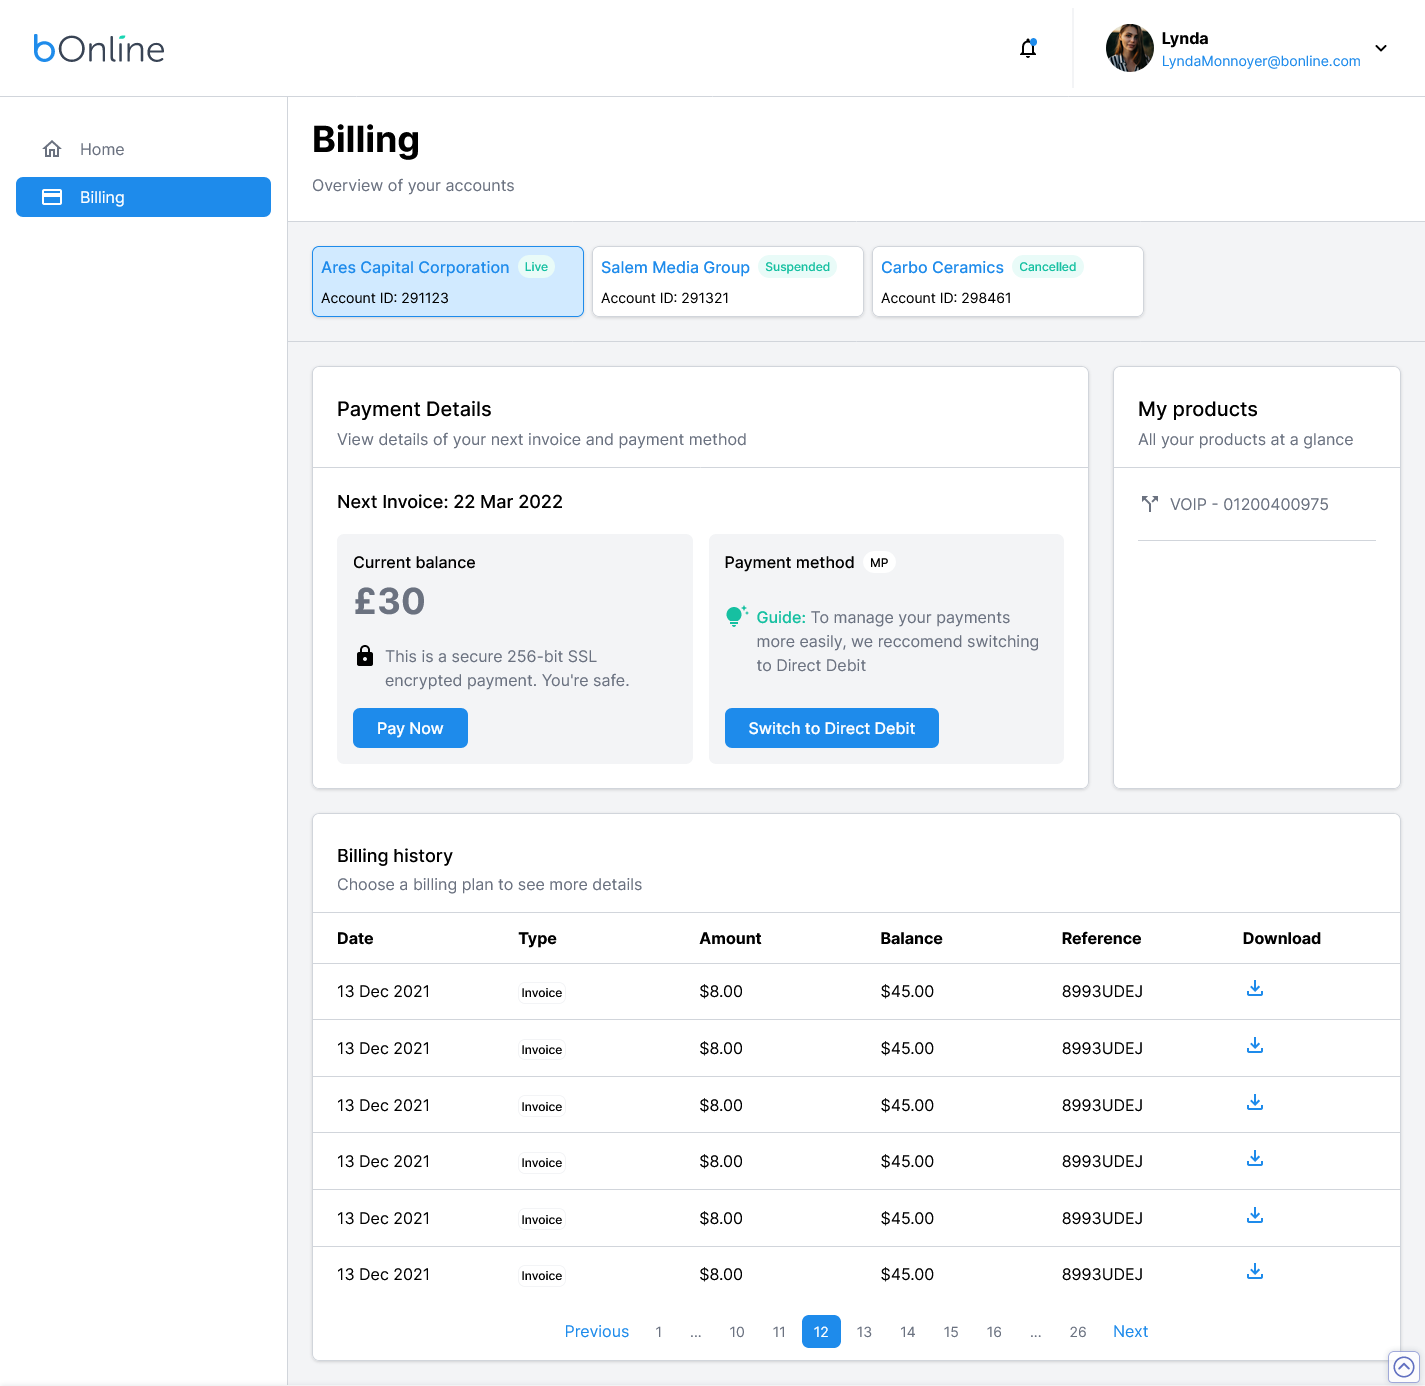 bOnline
Lynda
LyndaMonnoyer@bonline.com
Home
Billing
Billing
Overview of your accounts
Ares Capital Corporation Live
Account ID: 291123
Salem Media Group Suspended
Account ID: 291321
Carbo Ceramics Cancelled
Account ID: 298461
Payment Details
View details of your next invoice and payment method
Next Invoice: 22 Mar 2022
Current balance
£30
This is a secure 256-bit SSL
encrypted payment. You're safe.
Pay Now
Payment method MP
Guide: To manage your payments
more easily, we reccomend switching
to Direct Debit
Switch to Direct Debit
My products
All your products at a glance
VOIP - 01200400975
Billing history
Choose a billing plan to see more details
Date Type Amount Balance Reference Download
13 Dec 2021 Invoice $8.00 $45.00 8993UDEJ
13 Dec 2021 Invoice $8.00 $45.00 8993UDEJ
13 Dec 2021 Invoice $8.00 $45.00 8993UDEJ
13 Dec 2021 Invoice $8.00 $45.00 8993UDEJ
13 Dec 2021 Invoice $8.00 $45.00 8993UDEJ
13 Dec 2021 Invoice $8.00 $45.00 8993UDEJ
Previous 1 ... 10 11 12 13 14 15 16 ... 26 Next